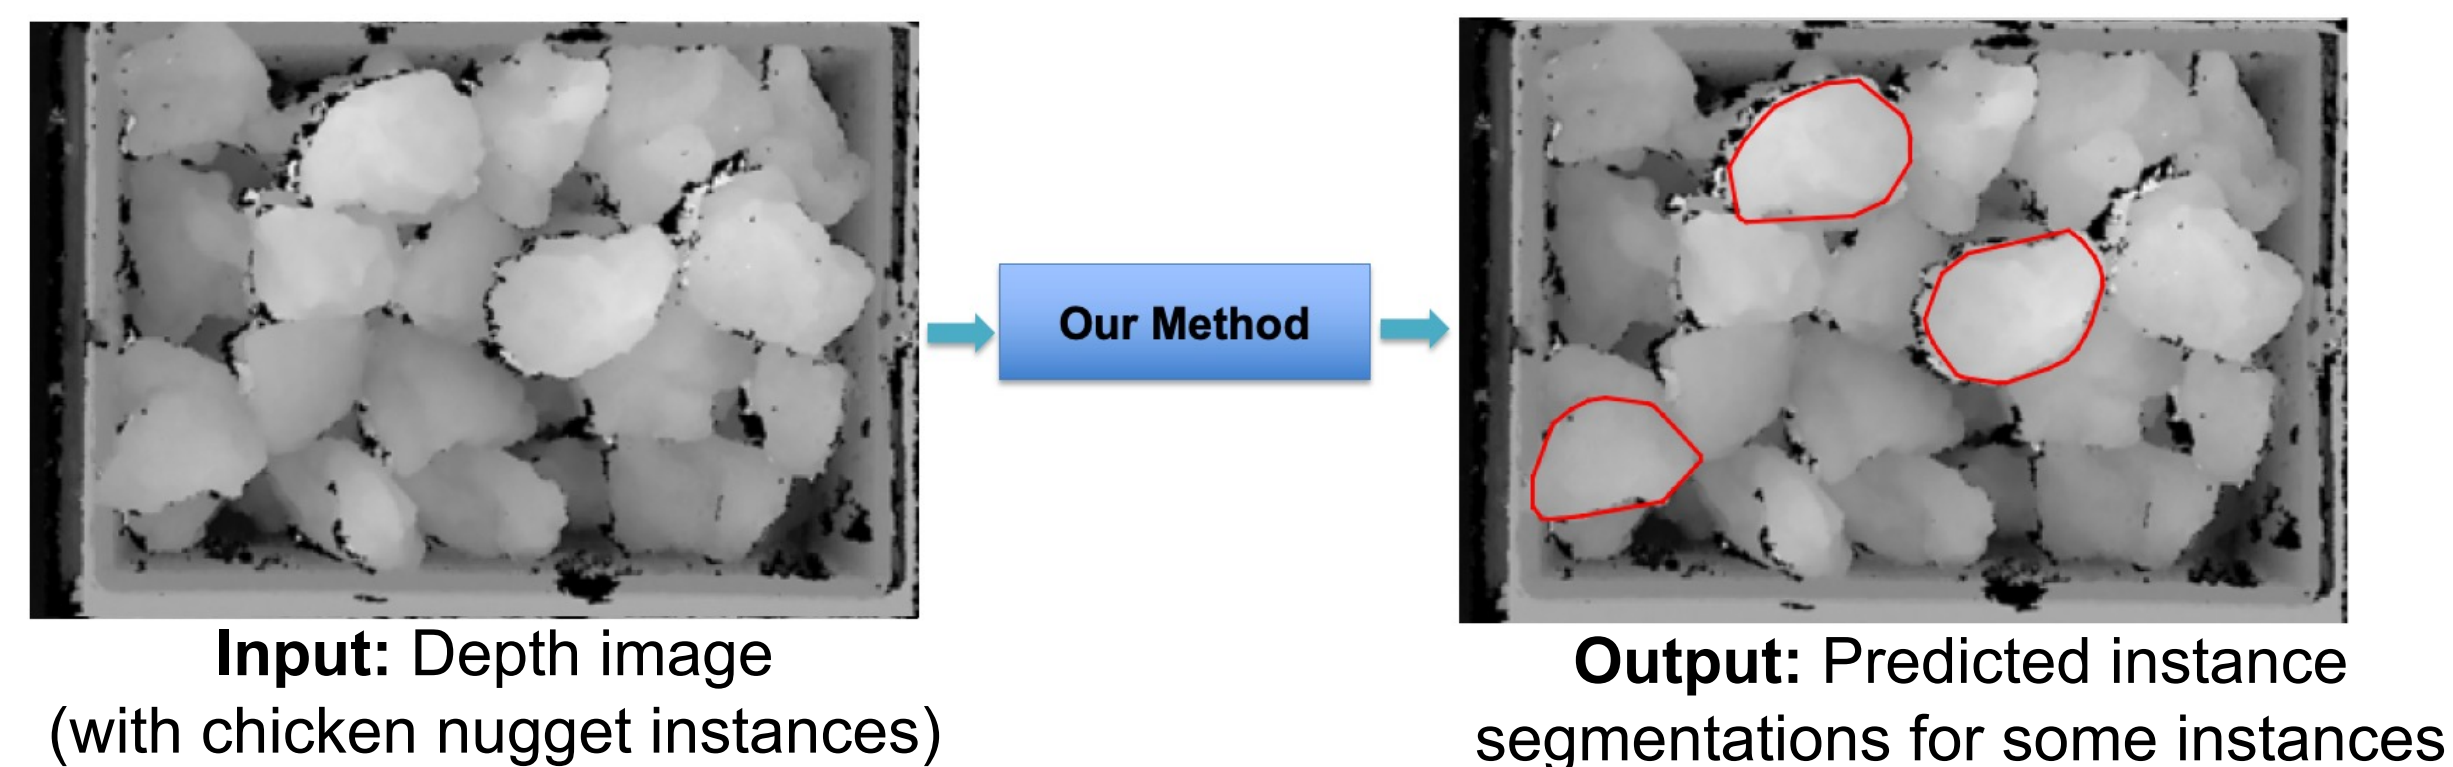 Our Method
Input: Depth image
(with chicken nugget instances)
Output: Predicted instance
segmentations for some instances